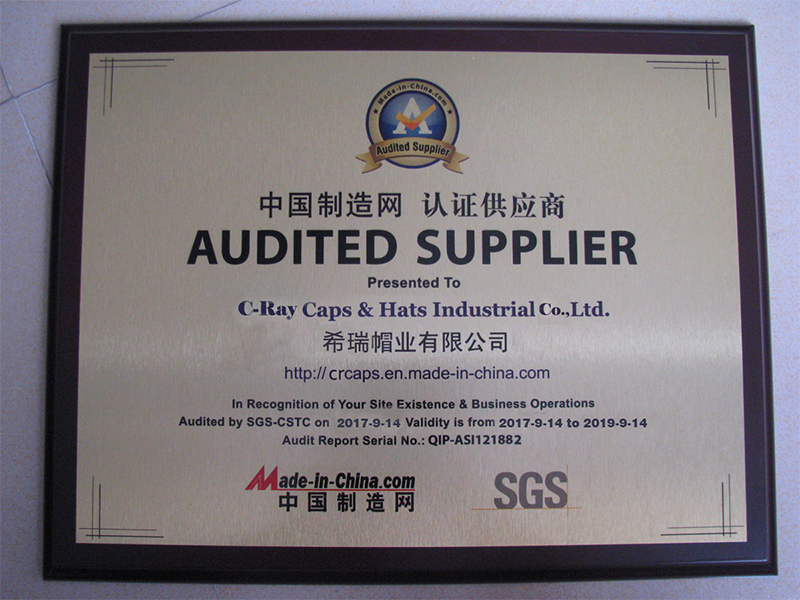 Made-in-China.com
A
Audited Supplier
中国制造网 认证供应商
AUDITED SUPPLIER
Presented To
C-Ray Caps & Hats Industrial Co.,Ltd.
希瑞帽业有限公司
http://crcaps.en.made-in-china.com
In Recognition of Your Site Existence & Business Operations
Audited by SGS-CSTC on 2017-9-14 Validity is from 2017-9-14 to 2019-9-14
Audit Report Serial No.: QIP-ASI121882
Made-in-China.com
中国制造网
SGS